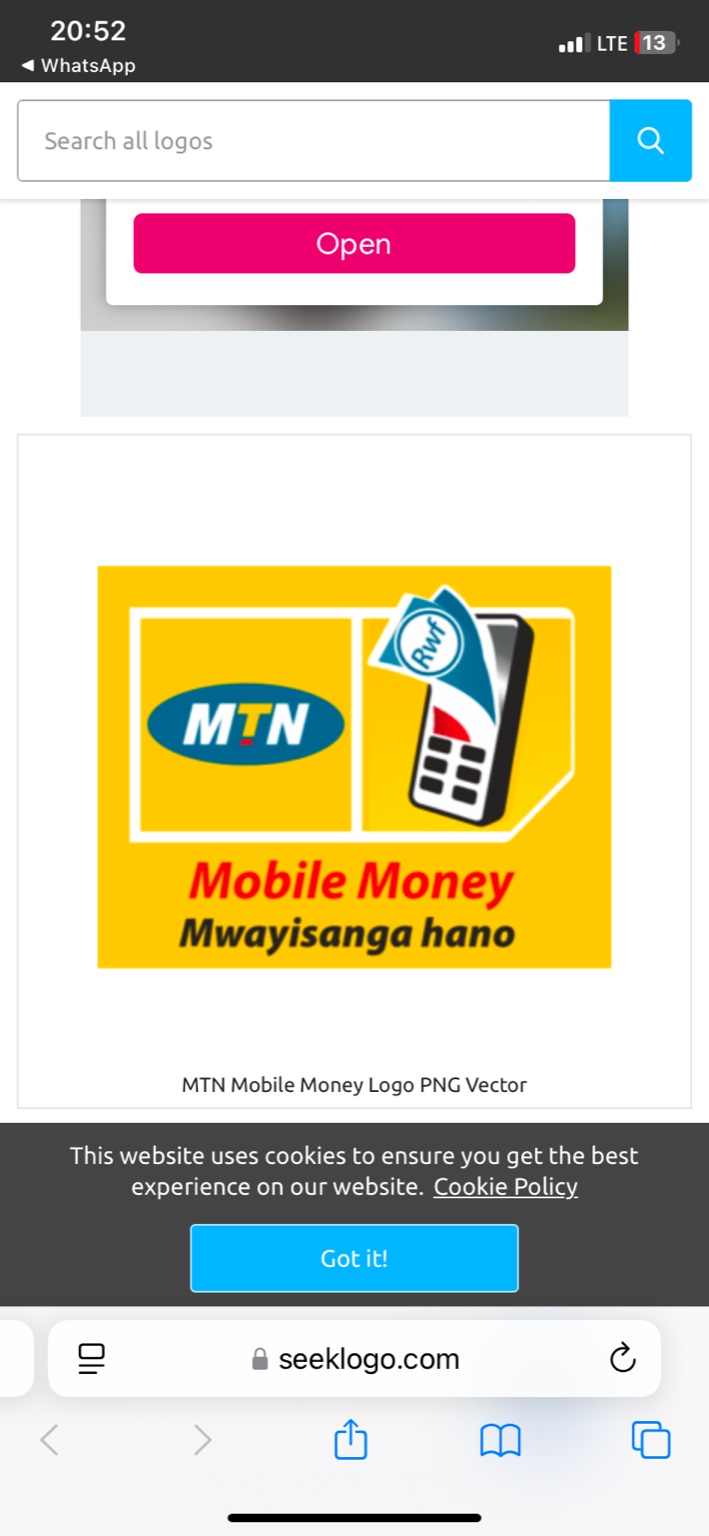 20:52
LTE 13
◀ WhatsApp
Search all logos
Open
Rwf
MTN
Mobile Money
Mwayisanga hano
MTN Mobile Money Logo PNG Vector
This website uses cookies to ensure you get the best
experience on our website. Cookie Policy
Got it!
seeklogo.com